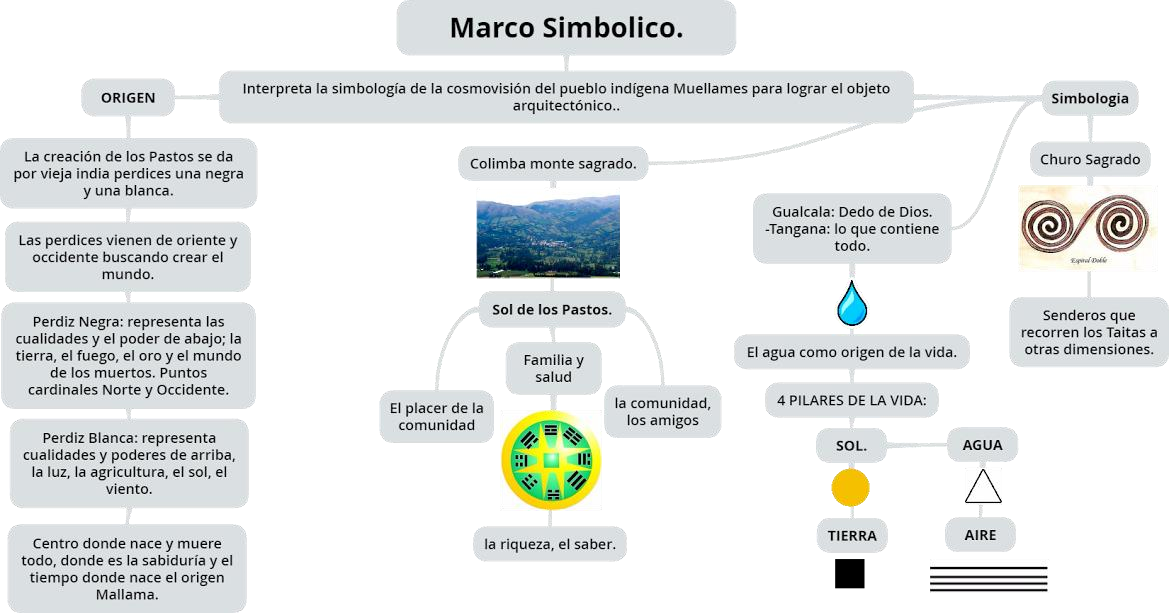 Marco Simbolico.
Interpreta la simbología de la cosmovisión del pueblo indígena Muellames para lograr el objeto
arquitectónico..
ORIGEN
La creación de los Pastos se da
por vieja india perdices una negra
y una blanca.
Las perdices vienen de oriente y
occidente buscando crear el
mundo.
Perdiz Negra: representa las
cualidades y el poder de abajo; la
tierra, el fuego, el oro y el mundo
de los muertos. Puntos
cardinales Norte y Occidente.
Perdiz Blanca: representa
cualidades y poderes de arriba,
la luz, la agricultura, el sol, el
viento.
Centro donde nace y muere
todo, donde es la sabiduría y el
tiempo donde nace el origen
Mallama.
Colimba monte sagrado.
Sol de los Pastos.
El placer de la
comunidad
Familia y
salud
la comunidad,
los amigos
la riqueza, el saber.
Gualcala: Dedo de Dios.
-Tangana: lo que contiene
todo.
El agua como origen de la vida.
4 PILARES DE LA VIDA:
SOL.
AGUA
TIERRA
AIRE
Simbologia
Churo Sagrado
Espiral Doble
Senderos que
recorren los Taitas a
otras dimensiones.